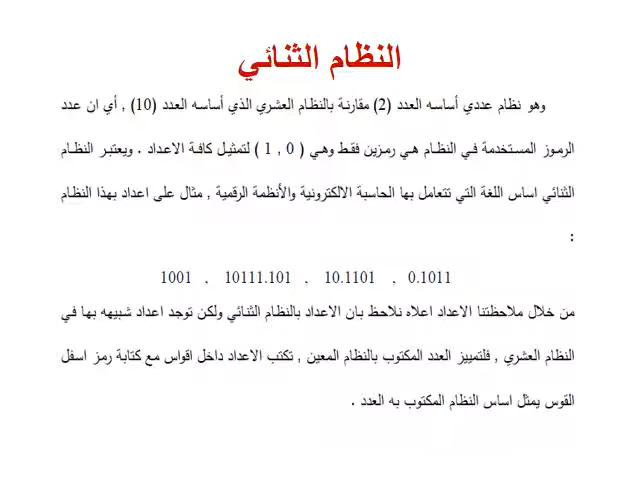 النظام الثنائي
وهو نظام عددي أساسه العدد (2) مقارنة بالنظام العشري الذي أساسه العدد (10) , أي ان عدد
الرموز المستخدمة في النظام هي رمزين فقط وهي ( 0 , 1 ) لتمثيل كافة الاعداد . ويعتبر النظام
الثنائي اساس اللغة التي تتعامل بها الحاسبة الالكترونية والأنظمة الرقمية , مثال على اعداد بهذا النظام
:
1001 , 10111.101 , 10.1101 , 0.1011
من خلال ملاحظتنا الاعداد اعلاه نلاحظ بان الاعداد بالنظام الثنائي ولكن توجد اعداد شبيهه بها في
النظام العشري , فلتمييز العدد المكتوب بالنظام المعين , تكتب الاعداد داخل اقواس مع كتابة رمز اسفل
القوس يمثل اساس النظام المكتوب به العدد .